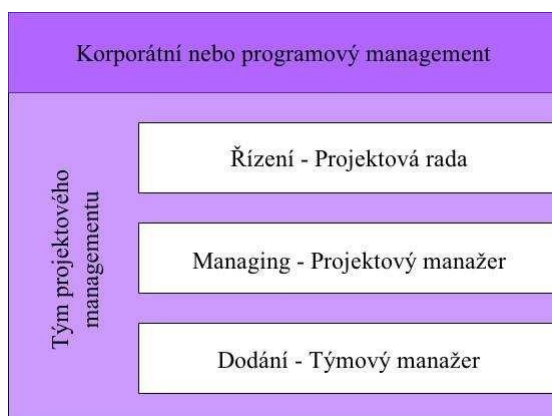 Korporátní nebo programový management
Tým projektového
managementu
Řízení - Projektová rada
Managing - Projektový manažer
Dodání - Týmový manažer